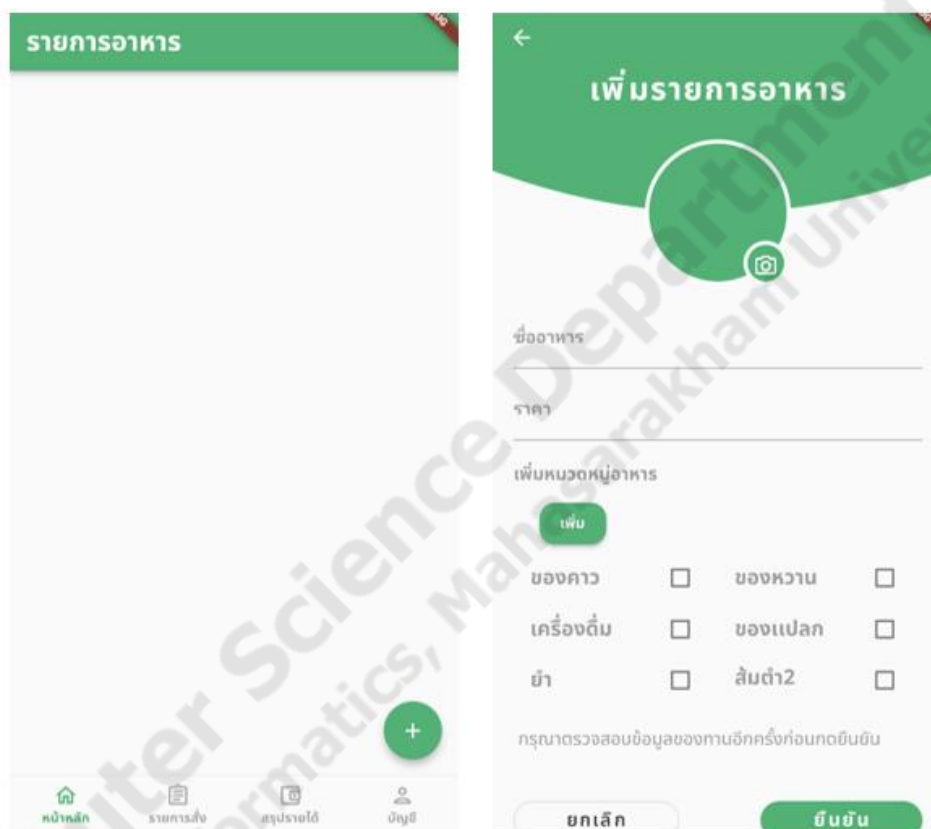 รายการอาหาร
หน้าหลัก
รายการสั่ง
สรุปรายได้
บัญชี
เพิ่มรายการอาหาร
ชื่ออาหาร
ราคา
เพิ่มหมวดหมู่อาหาร
เพิ่ม
ของคาว ของหวาน
เครื่องดื่ม ของแปลก
ยำ ส้มตำ2
กรุณาตรวจสอบข้อมูลของทานอีกครั้งก่อนกดยืนยัน
ยกเลิก ยืนยัน
Science Department
Mahasarakham